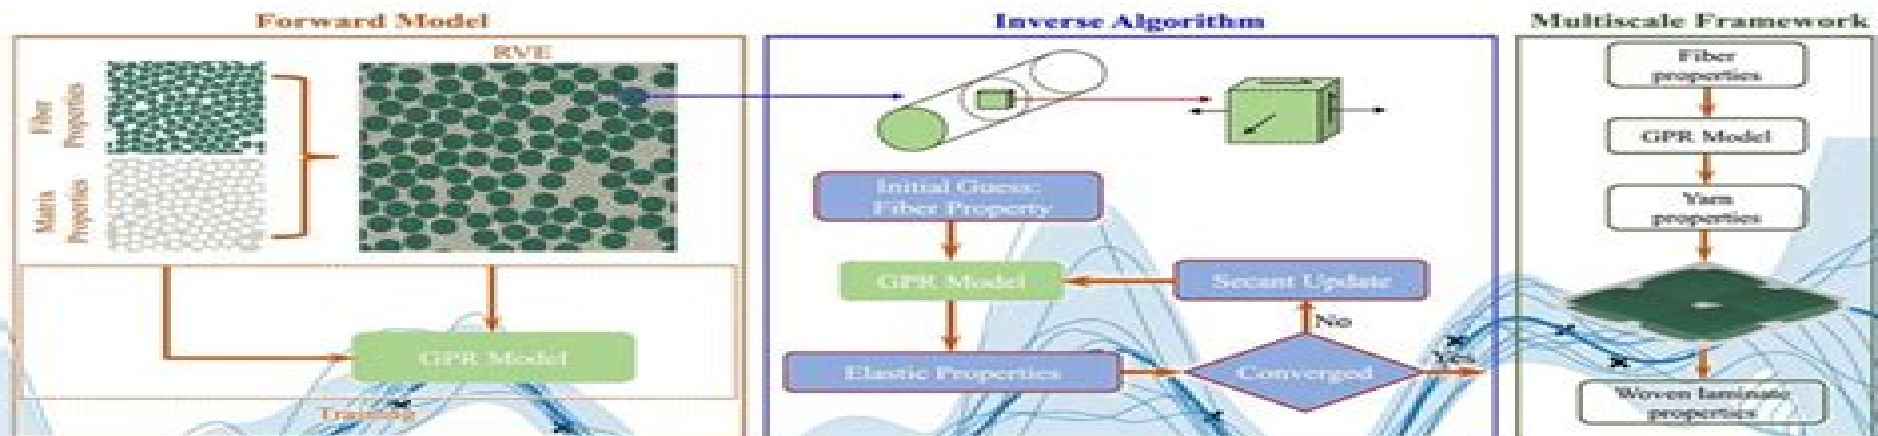 Forward Model
RVE
Fiber
Properties
Matrix
Properties
GPR Model
Training
Inverse Algorithm
Initial Guess:
Fiber Property
GPR Model
Secant Update
No
Elastic Properties
Converged
Yes
Multiscale Framework
Fiber
properties
GPR Model
Yarn
properties
Woven laminate
properties